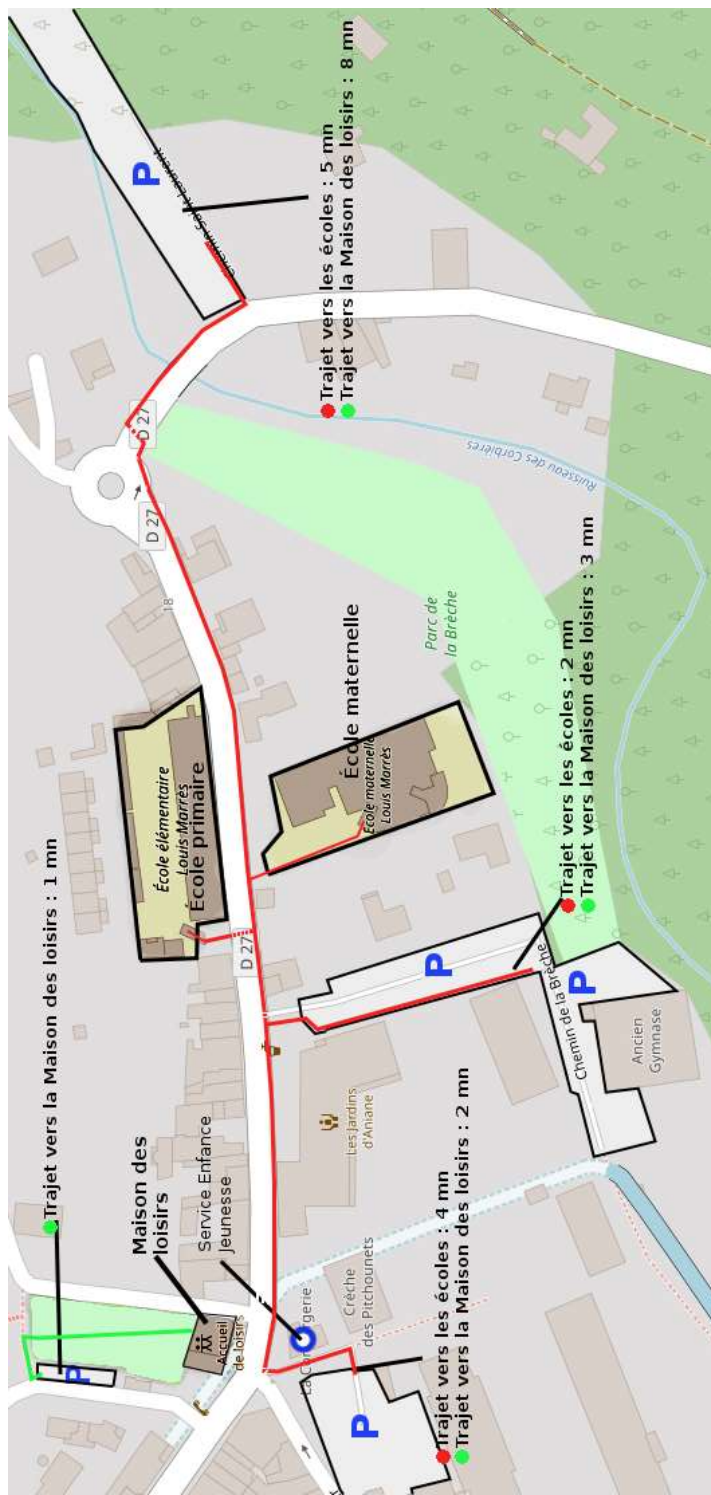 P
Chemin Saint-Laurent
Trajet vers les écoles : 5 mn
Trajet vers la Maison des loisirs : 8 mn
D 27
D 27
18
Ruisseau des Corbières
Parc de
la Brèche
École maternelle
École maternelle
Louis Marrès
École élémentaire
Louis Marrès
École primaire
Trajet vers les écoles : 2 mn
Trajet vers la Maison des loisirs : 3 mn
Trajet vers la Maison des loisirs : 1 mn
D 27
P
P
Chemin de la Brèche
Ancien
Gymnase
Les Jardins
d'Aniane
Maison des
loisirs
Service Enfance
Jeunesse
Crèche
des Pitchounets
Accueil
de loisirs
P
P
Trajet vers les écoles : 4 mn
Trajet vers la Maison des loisirs : 2 mn